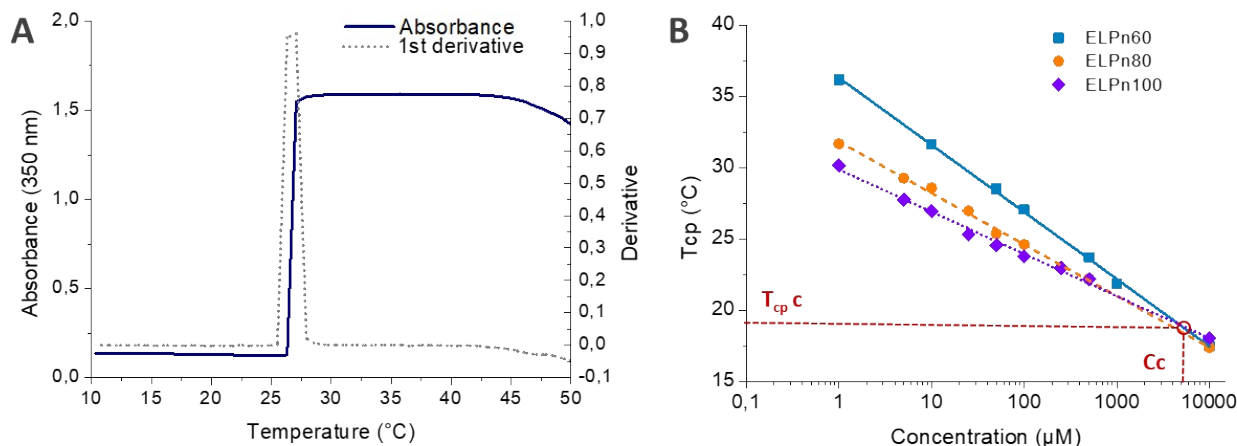 A
Absorbance
1st derivative
2,0
1,5
1,0
0,5
0,0
Absorbance (350 nm)
1,0
0,9
0,8
0,7
0,6
0,5
0,4
0,3
0,2
0,1
0,0
-0,1
Derivative
10 15 20 25 30 35 40 45 50
Temperature (°C)
B
ELPn60
ELPn80
ELPn100
40
35
30
25
20
15
Tcp (°C)
Tcp c
Cc
0,1 1 10 100 1000 10000
Concentration (µM)